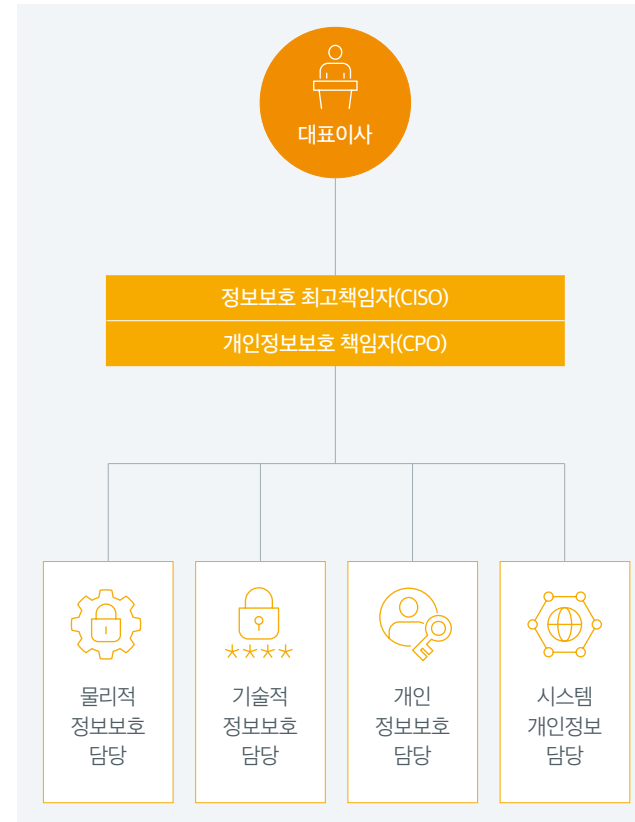 대표이사
정보보호 최고책임자(CISO)
개인정보보호 책임자(CPO)
물리적
정보보호
담당
기술적
정보보호
담당
개인
정보보호
담당
시스템
개인정보
담당